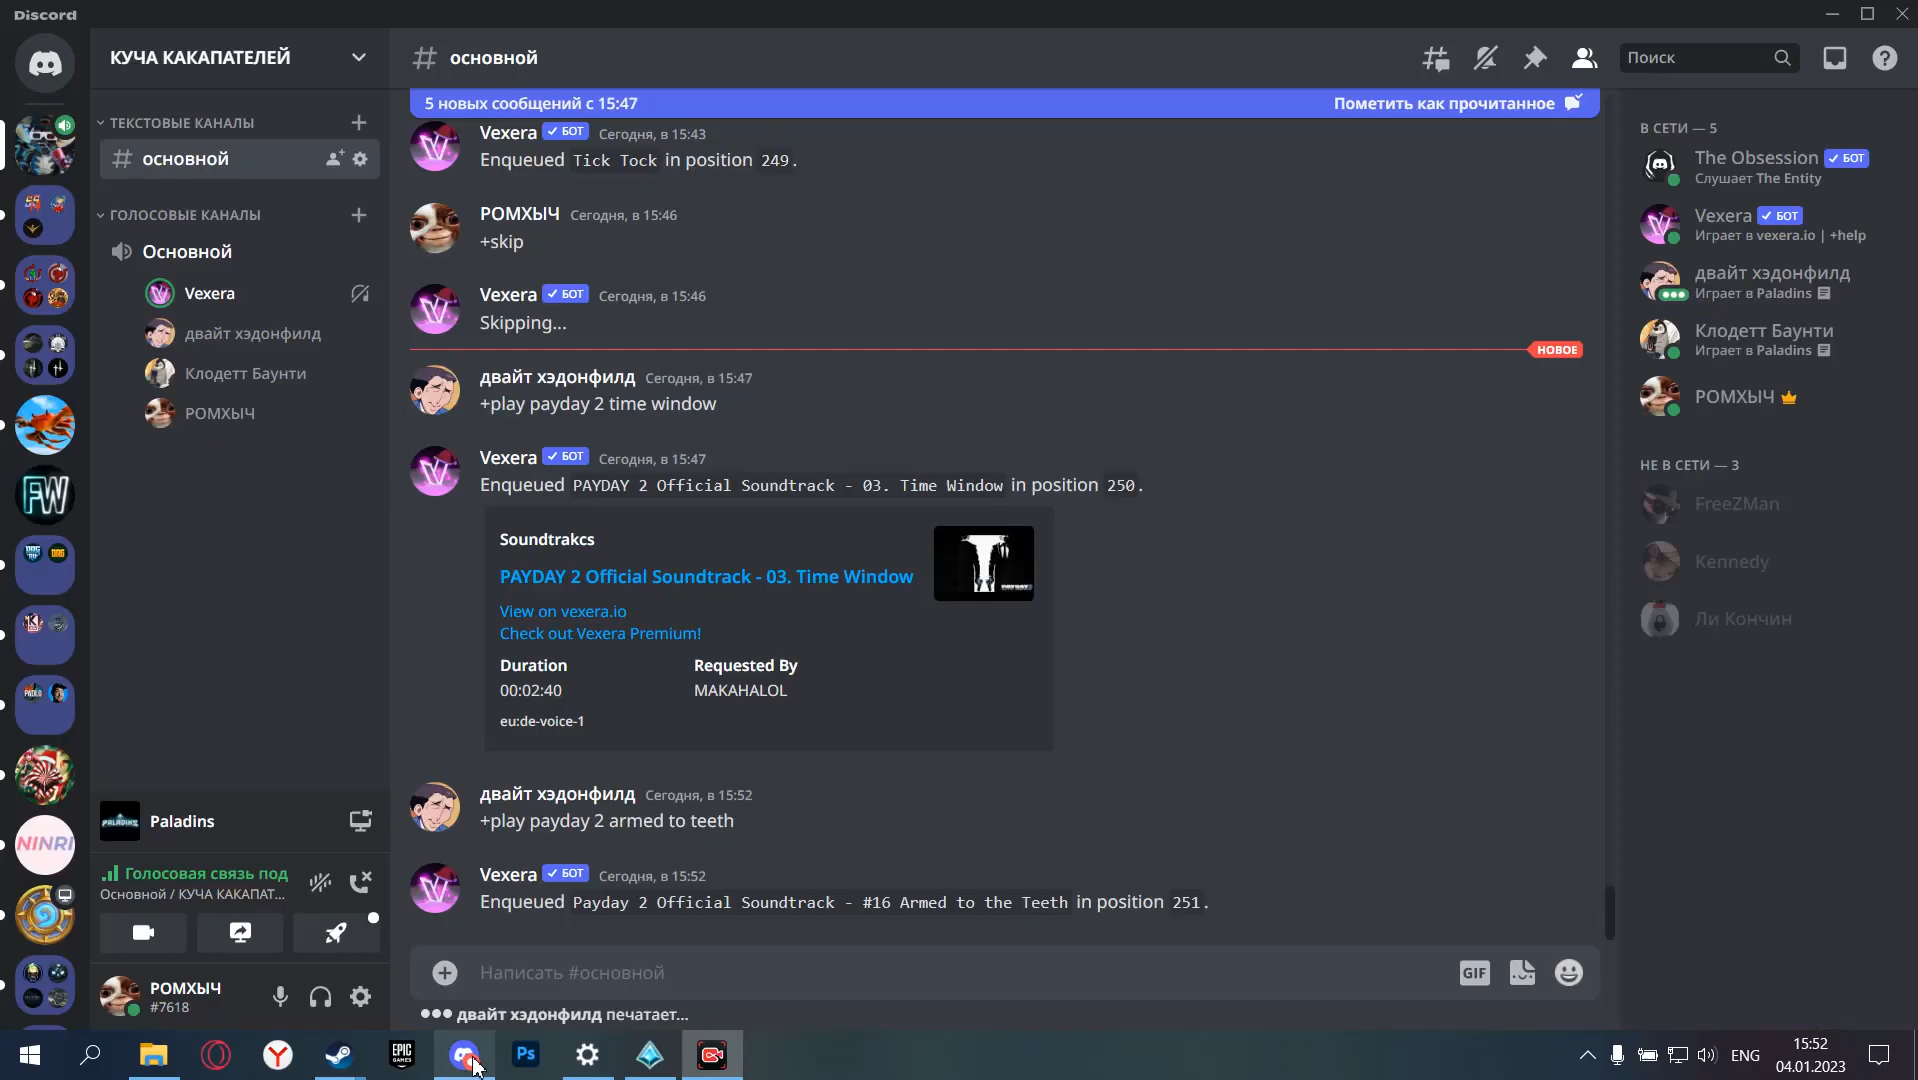 Discord
КУЧА КАКАПАТЕЛЕЙ
ТЕКСТОВЫЕ КАНАЛЫ
основной
ГОЛОСОВЫЕ КАНАЛЫ
Основной
Vexera
двайт хэдонфилд
Клодетт Баунти
РОМХЫЧ
Paladins
Голосовая связь под
Основной / КУЧА КАКАПАТ...
РОМХЫЧ
#7618
основной
Поиск
5 новых сообщений с 15:47
Пометить как прочитанное
Vexera БОТ Сегодня, в 15:43
Enqueued Tick Tock in position 249.
РОМХЫЧ Сегодня, в 15:46
+skip
Vexera БОТ Сегодня, в 15:46
Skipping...
НОВОЕ
двайт хэдонфилд Сегодня, в 15:47
+play payday 2 time window
Vexera БОТ Сегодня, в 15:47
Enqueued PAYDAY 2 Official Soundtrack - 03. Time Window in position 250.
Soundtrakcs
PAYDAY 2 Official Soundtrack - 03. Time Window
View on vexera.io
Check out Vexera Premium!
Duration Requested By
00:02:40 MAKAHALOL
eu:de-voice-1
двайт хэдонфилд Сегодня, в 15:52
+play payday 2 armed to teeth
Vexera БОТ Сегодня, в 15:52
Enqueued Payday 2 Official Soundtrack - #16 Armed to the Teeth in position 251.
Написать #основной
GIF
двайт хэдонфилд печатает...
В СЕТИ — 5
The Obsession БОТ
Слушает The Entity
Vexera БОТ
Играет в vexera.io | +help
двайт хэдонфилд
Играет в Paladins
Клодетт Баунти
Играет в Paladins
РОМХЫЧ
НЕ В СЕТИ — 3
FreeZMan
Kennedy
Ли Кончин
FW
NINRI
EPIC GAMES
Ps
ENG
15:52
04.01.2023